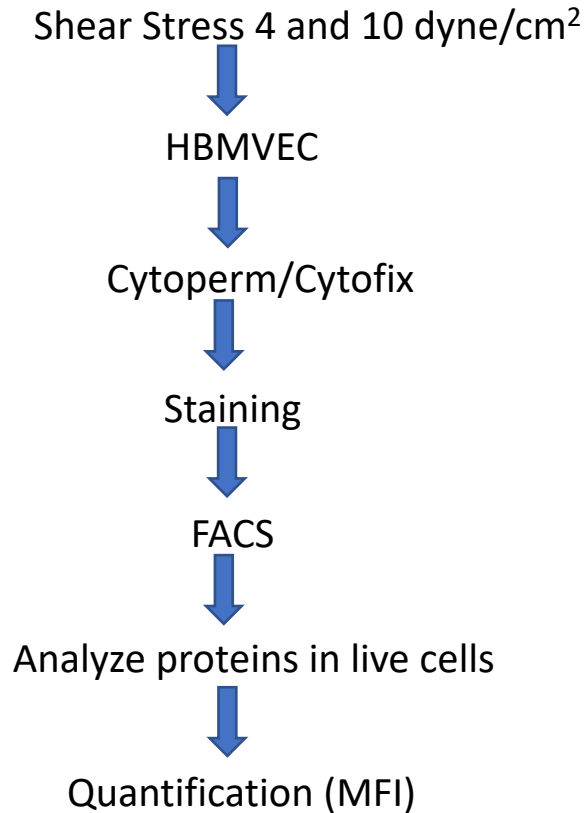 Shear Stress 4 and 10 dyne/cm²
HBMVEC
Cytoperm/Cytofix
Staining
FACS
Analyze proteins in live cells
Quantification (MFI)